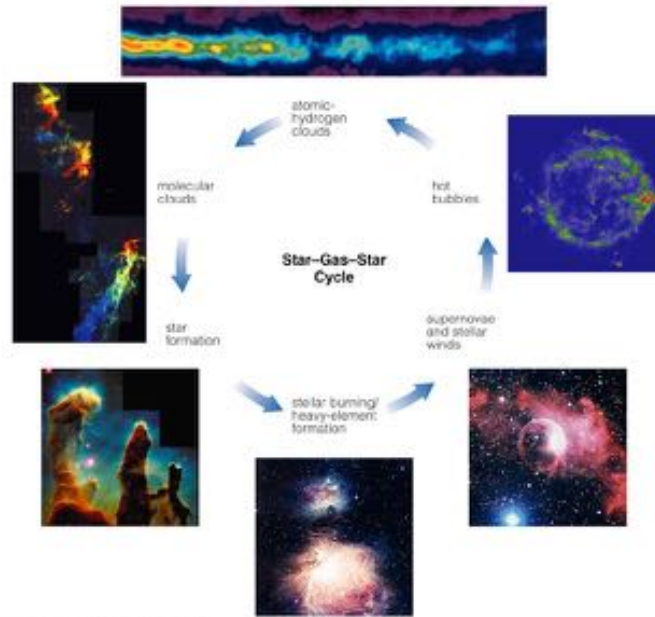 atomic-
hydrogen
clouds
molecular
clouds
hot
bubbles
Star–Gas–Star
Cycle
star
formation
supernovae
and stellar
winds
stellar burning/
heavy-element
formation